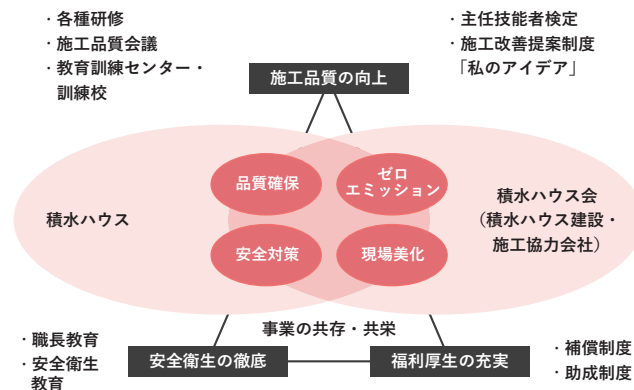 ・各種研修
・施工品質会議
・教育訓練センター・
訓練校
・主任技能者検定
・施工改善提案制度
「私のアイデア」
施工品質の向上
品質確保
ゼロ
エミッション
積水ハウス
積水ハウス会
（積水ハウス建設・
施工協力会社）
安全対策
現場美化
事業の共存・共栄
・職長教育
・安全衛生
教育
安全衛生の徹底
福利厚生の充実
・補償制度
・助成制度